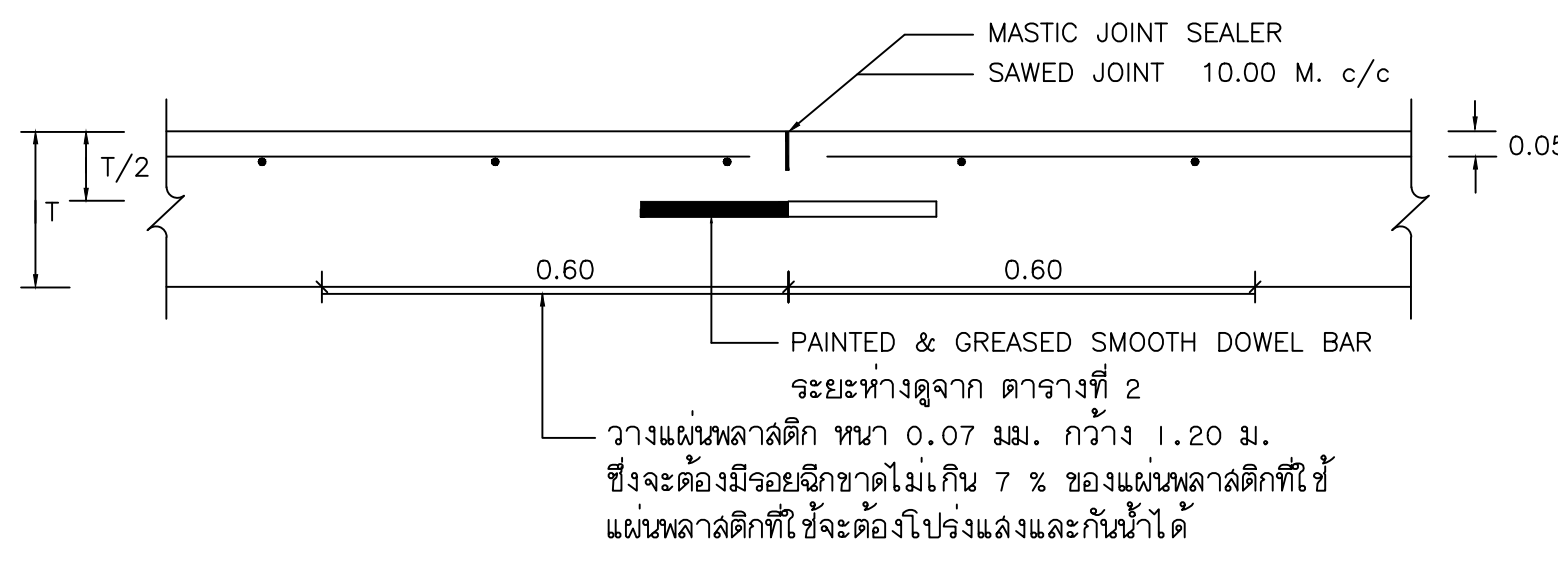 MASTIC JOINT SEALER
SAWED JOINT 10.00 M. c/c
T/2
0.05
T
0.60 0.60
PAINTED & GREASED SMOOTH DOWEL BAR
ระยะห่างดูจาก ตารางที่ 2
วางแผ่นพลาสติก หนา 0.07 มม. กว้าง 1.20 ม.
ซึ่งจะต้องมีรอยฉีกขาดไม่เกิน 7 % ของแผ่นพลาสติกที่ใช้
แผ่นพลาสติกที่ใช้จะต้องโปร่งแสงและกันน้ำได้